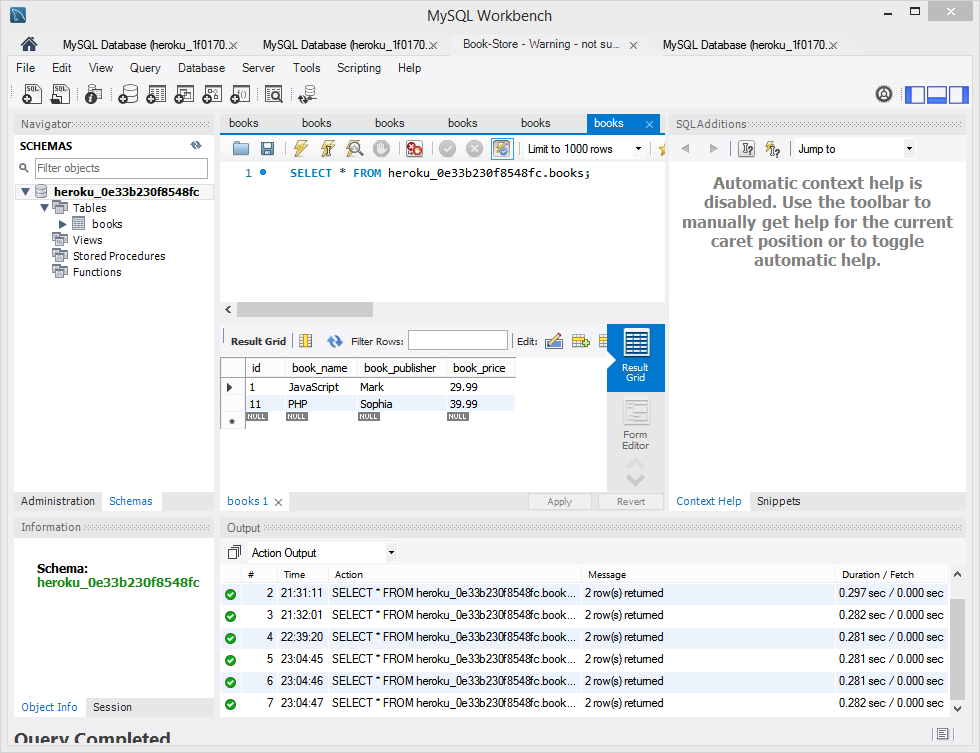 MySQL Workbench
MySQL Database (heroku_1f0170... MySQL Database (heroku_1f0170... Book-Store - Warning - not su... MySQL Database (heroku_1f0170...
File Edit View Query Database Server Tools Scripting Help
Navigator
SCHEMAS
Filter objects
heroku_0e33b230f8548fc
Tables
books
Views
Stored Procedures
Functions
Administration Schemas
books books books books books books
Limit to 1000 rows
1 SELECT * FROM heroku_0e33b230f8548fc.books;
Result Grid Filter Rows: Edit:
id book_name book_publisher book_price
1 JavaScript Mark 29.99
11 PHP Sophia 39.99
NULL NULL NULL NULL
Result
Grid
Form
Editor
books 1 Apply Revert
SQLAdditions
Jump to
Automatic context help is
disabled. Use the toolbar to
manually get help for the current
caret position or to toggle
automatic help.
Context Help Snippets
Information
Schema:
heroku_0e33b230f8548fc
Object Info Session
Output
Action Output
# Time Action Message Duration / Fetch
2 21:31:11 SELECT * FROM heroku_0e33b230f8548fc.book... 2 row(s) returned 0.297 sec / 0.000 sec
3 21:32:01 SELECT * FROM heroku_0e33b230f8548fc.book... 2 row(s) returned 0.282 sec / 0.000 sec
4 22:39:20 SELECT * FROM heroku_0e33b230f8548fc.book... 2 row(s) returned 0.281 sec / 0.000 sec
5 23:04:45 SELECT * FROM heroku_0e33b230f8548fc.book... 2 row(s) returned 0.281 sec / 0.000 sec
6 23:04:46 SELECT * FROM heroku_0e33b230f8548fc.book... 2 row(s) returned 0.281 sec / 0.000 sec
7 23:04:47 SELECT * FROM heroku_0e33b230f8548fc.book... 2 row(s) returned 0.282 sec / 0.000 sec
Query Completed